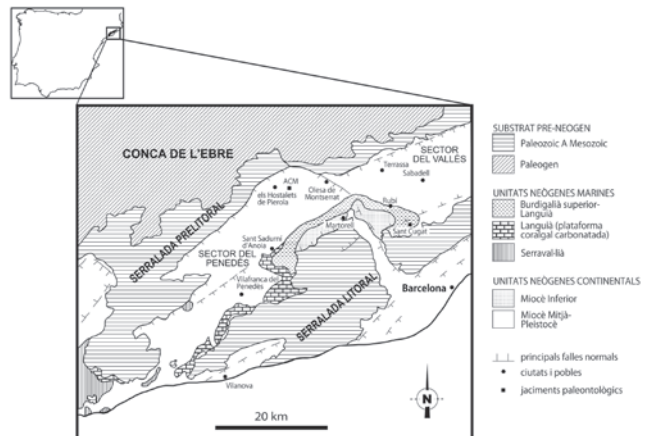 CONCA DE L'EBRE
SECTOR
DEL VALLÈS
Terrassa
Sabadell
ACM
els Hostalets
de Pierola
Olesa de
Montserrat
Rubí
Martorell
Sant Cugat
SERRALADA PRELITORAL
Sant Sadurní
d'Anoia
SECTOR DEL
PENEDÈS
Vilafranca del
Penedès
Barcelona
SERRALADA LITORAL
Vilanova
20 km
N
SUBSTRAT PRE-NEOGEN
Paleozoic A Mesozoic
Paleogen
UNITATS NEÒGENES MARINES
Burdigalià superior-
Languià
Languià (plataforma
coralgal carbonatada)
Serraval·lià
UNITATS NEÒGENES CONTINENTALS
Miocè Inferior
Miocè Mitjà-
Pleistocè
principals falles normals
ciutats i pobles
jaciments paleontològics